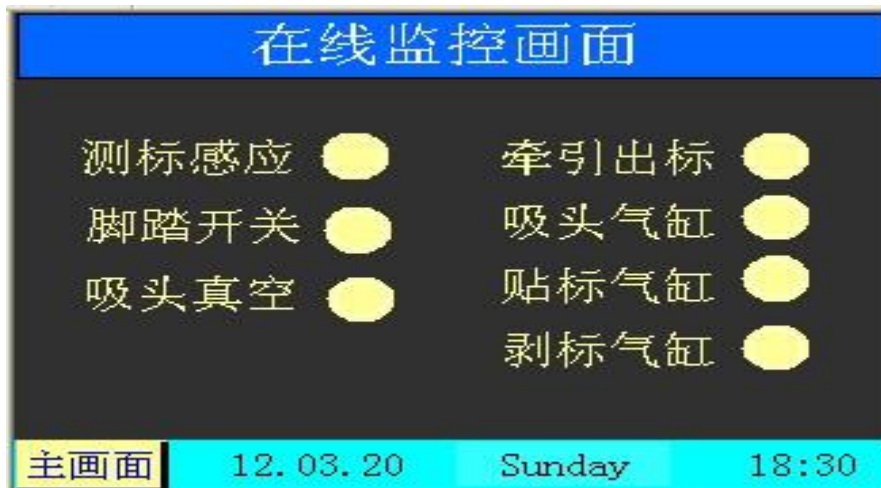 在线监控画面
测标感应 牵引出标
脚踏开关 吸头气缸
吸头真空 贴标气缸
剥标气缸
主画面 12.03.20 Sunday 18:30